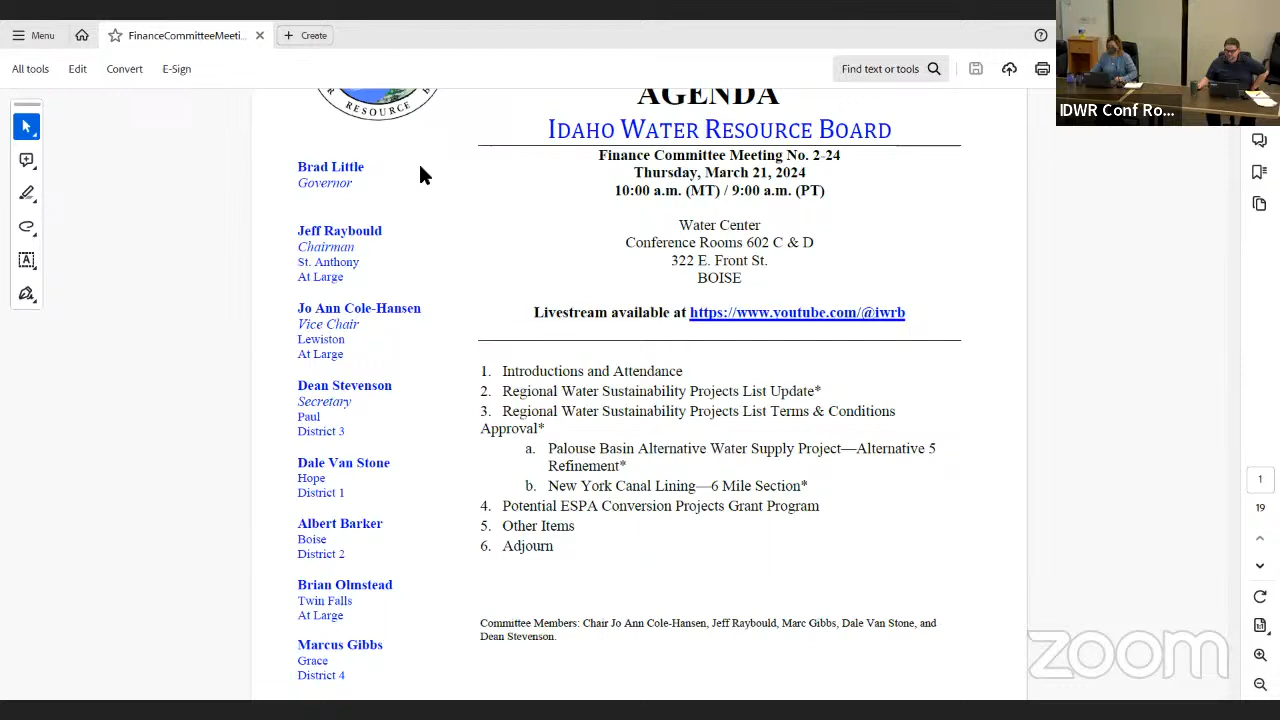 Menu
FinanceCommitteeMeeti...
Create
All tools
Edit
Convert
E-Sign
Find text or tools
IDWR Conf Ro...
RESOURCE
AGENDA
IDAHO WATER RESOURCE BOARD
Finance Committee Meeting No. 2-24
Thursday, March 21, 2024
10:00 a.m. (MT) / 9:00 a.m. (PT)
Water Center
Conference Rooms 602 C & D
322 E. Front St.
BOISE
Livestream available at https://www.youtube.com/@iwrb
Brad Little
Governor
Jeff Raybould
Chairman
St. Anthony
At Large
Jo Ann Cole-Hansen
Vice Chair
Lewiston
At Large
Dean Stevenson
Secretary
Paul
District 3
Dale Van Stone
Hope
District 1
Albert Barker
Boise
District 2
Brian Olmstead
Twin Falls
At Large
Marcus Gibbs
Grace
District 4
1. Introductions and Attendance
2. Regional Water Sustainability Projects List Update*
3. Regional Water Sustainability Projects List Terms & Conditions
Approval*
a. Palouse Basin Alternative Water Supply Project—Alternative 5
Refinement*
b. New York Canal Lining—6 Mile Section*
4. Potential ESPA Conversion Projects Grant Program
5. Other Items
6. Adjourn
Committee Members: Chair Jo Ann Cole-Hansen, Jeff Raybould, Marc Gibbs, Dale Van Stone, and
Dean Stevenson.
1
19
zoom